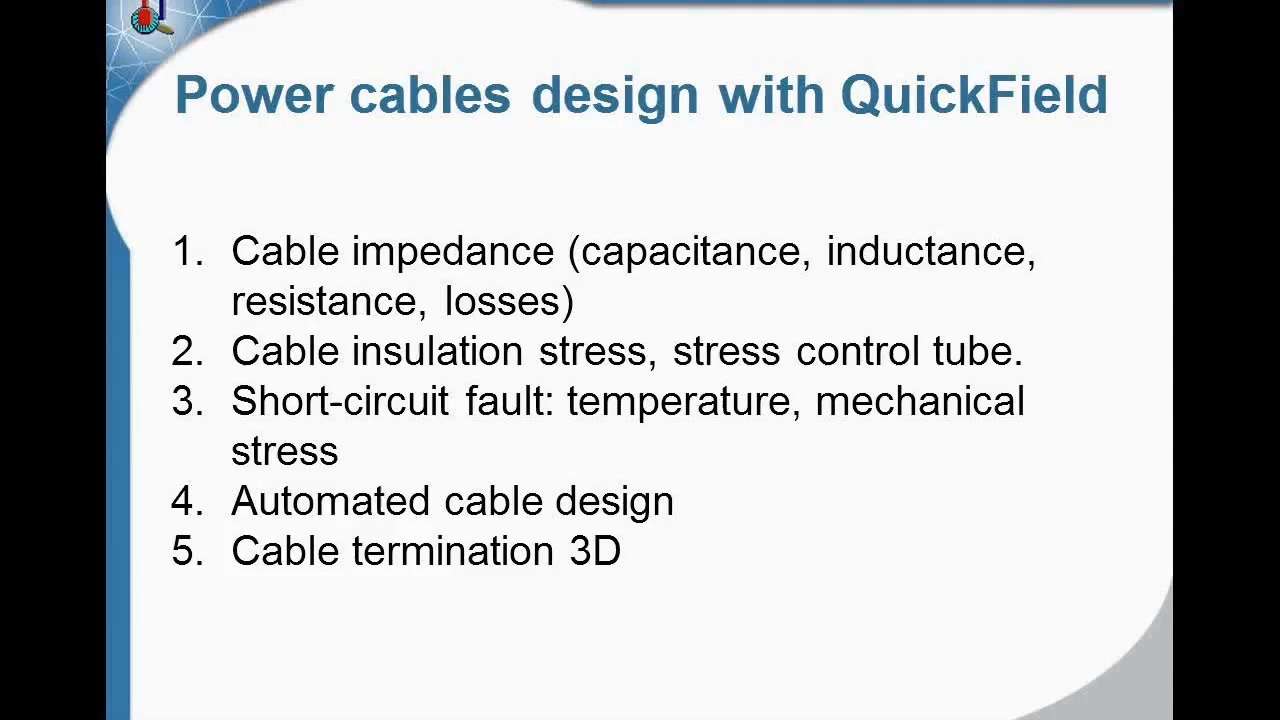 Power cables design with QuickField
1. Cable impedance (capacitance, inductance,
resistance, losses)
2. Cable insulation stress, stress control tube.
3. Short-circuit fault: temperature, mechanical
stress
4. Automated cable design
5. Cable termination 3D